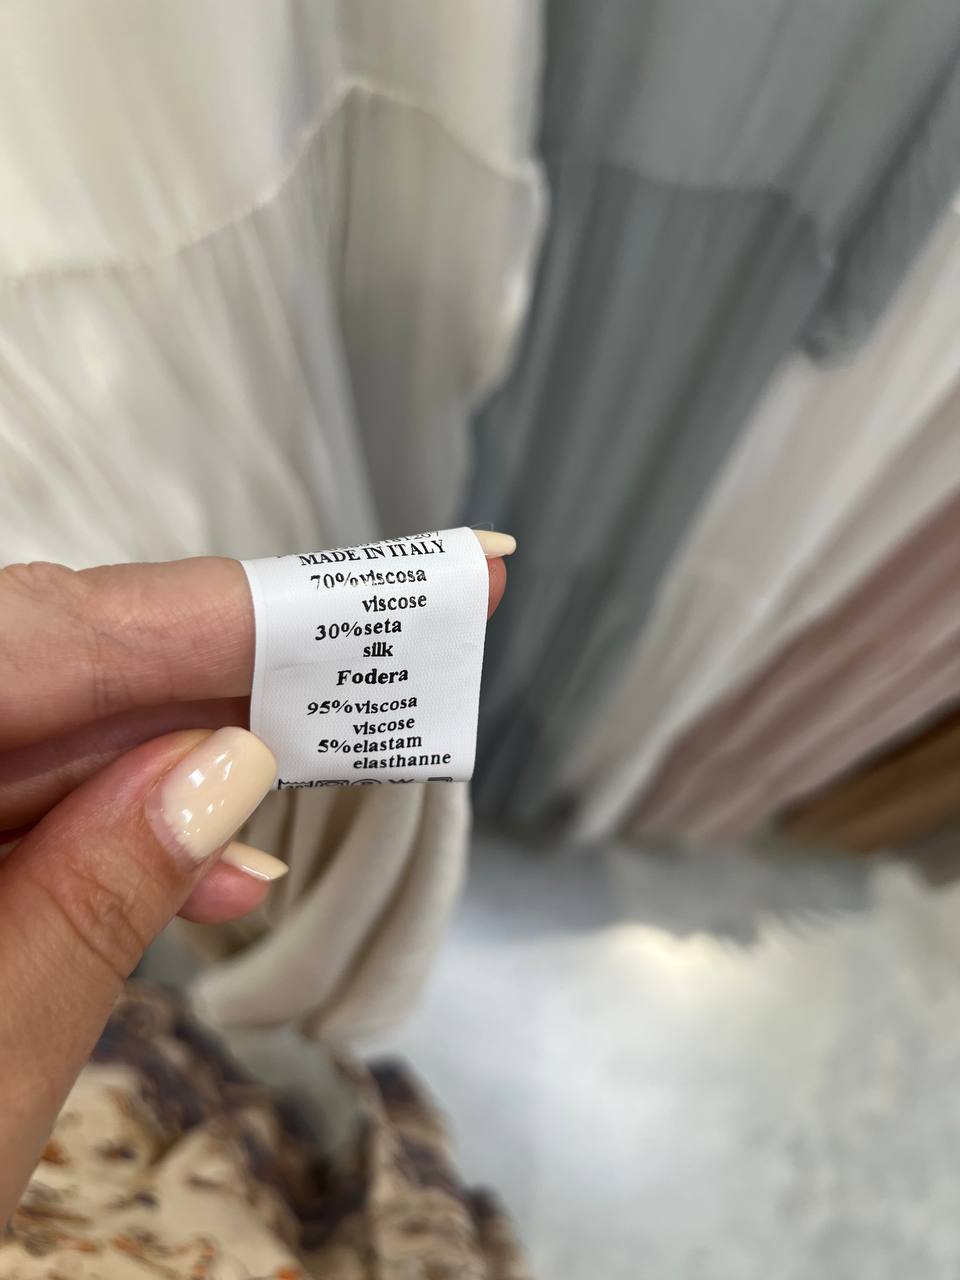 MADE IN ITALY
70%viscosa
viscose
30%seta
silk
Fodera
95%viscosa
viscose
5%elastam
elasthanne